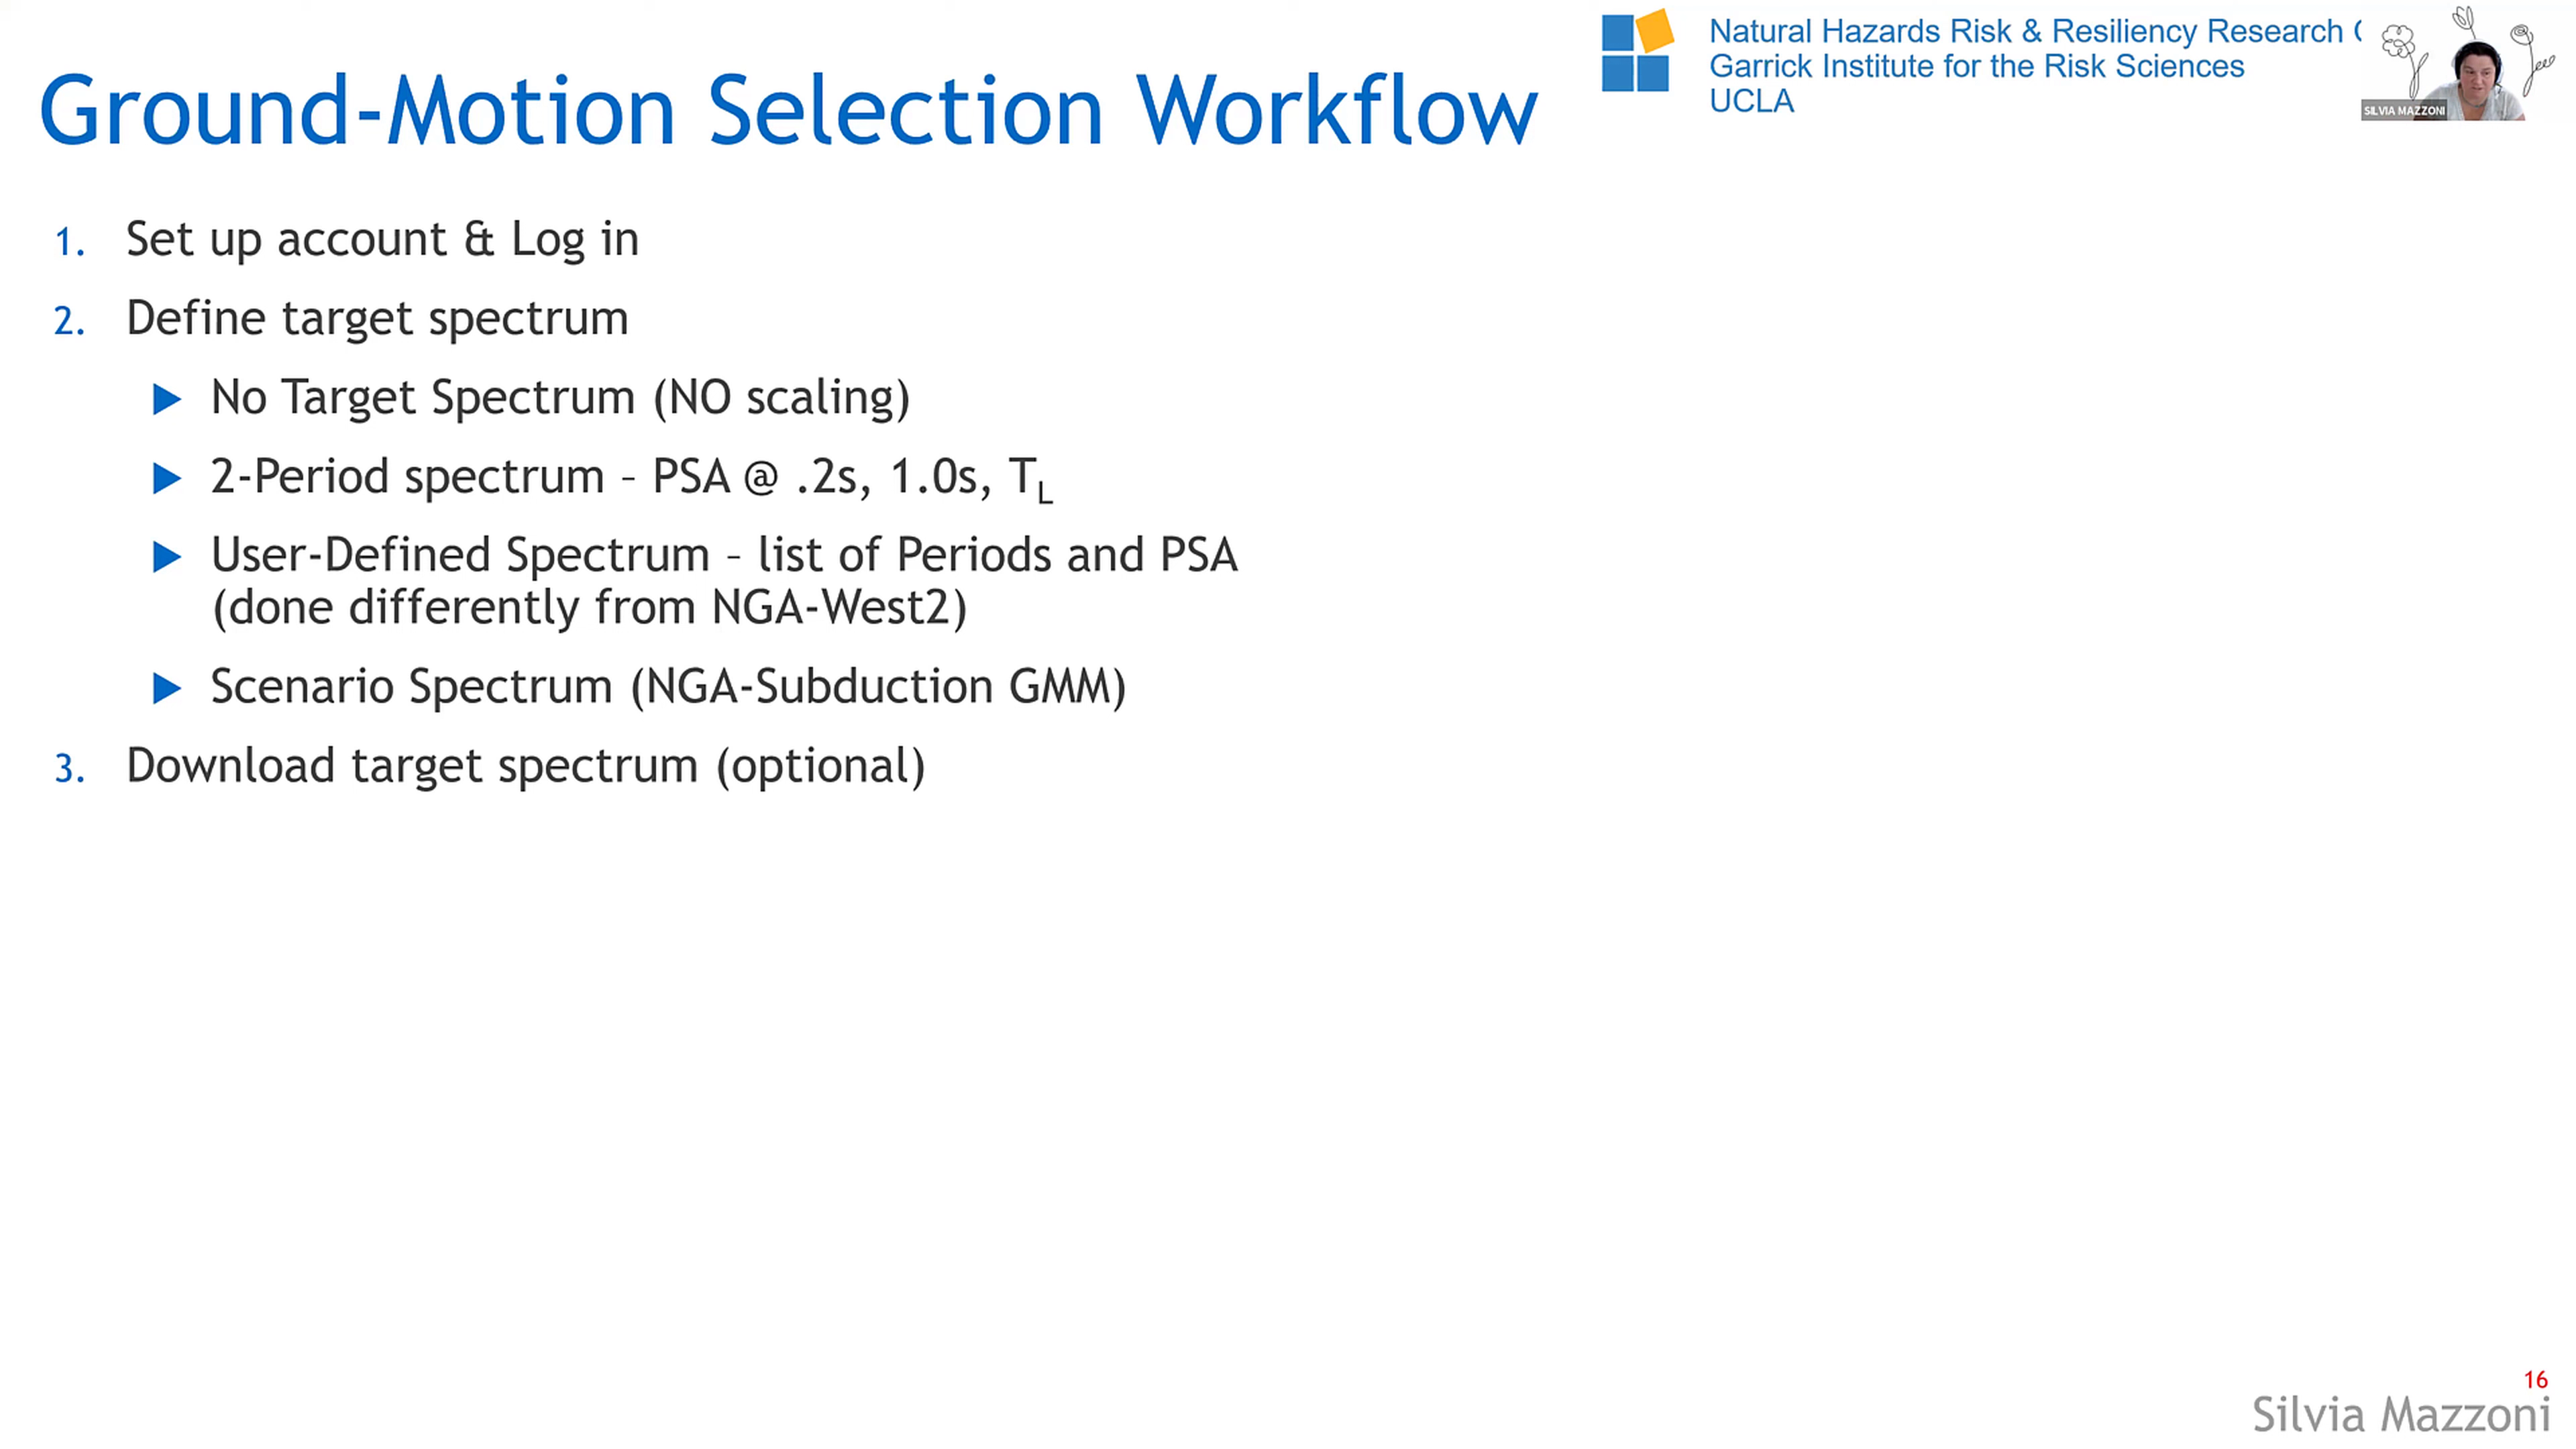 Ground-Motion Selection Workflow
Natural Hazards Risk & Resiliency Research
Garrick Institute for the Risk Sciences
UCLA
SILVIA MAZZONI
1. Set up account & Log in
2. Define target spectrum
▶ No Target Spectrum (NO scaling)
▶ 2-Period spectrum – PSA @ .2s, 1.0s, TL
▶ User-Defined Spectrum – list of Periods and PSA
(done differently from NGA-West2)
▶ Scenario Spectrum (NGA-Subduction GMM)
3. Download target spectrum (optional)
16
Silvia Mazzoni